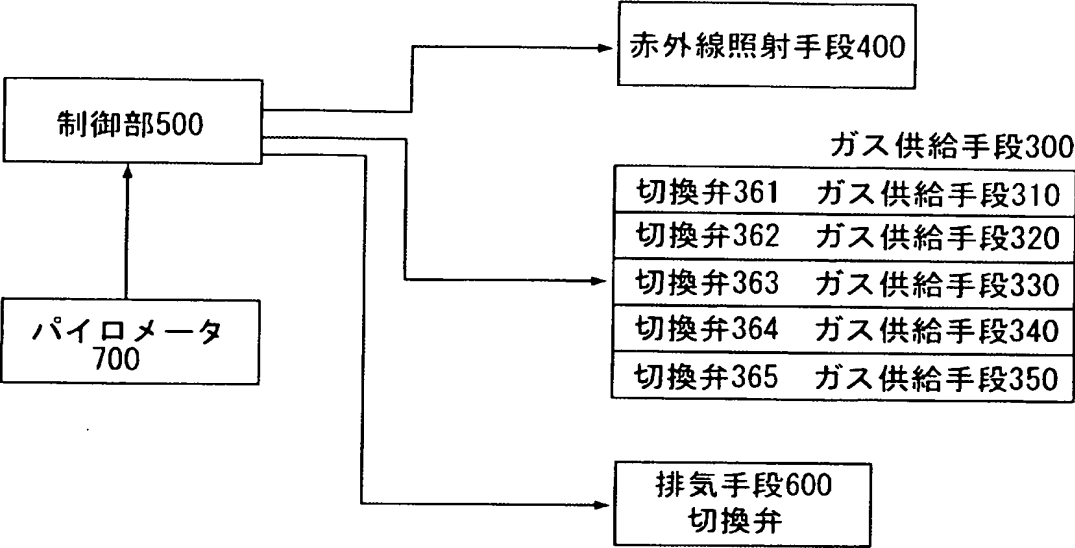 赤外線照射手段400
制御部500
ガス供給手段300
切換弁361 ガス供給手段310
切換弁362 ガス供給手段320
切換弁363 ガス供給手段330
切換弁364 ガス供給手段340
切換弁365 ガス供給手段350
パイロメータ
700
排気手段600
切換弁